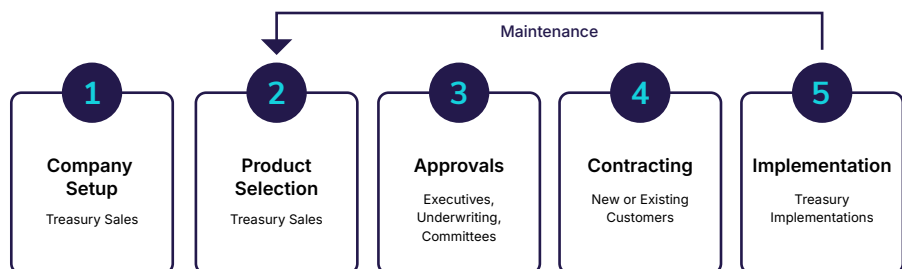 Maintenance
1
2
3
4
5
Company
Setup
Treasury Sales
Product
Selection
Treasury Sales
Approvals
Executives,
Underwriting,
Committees
Contracting
New or Existing
Customers
Implementation
Treasury
Implementations